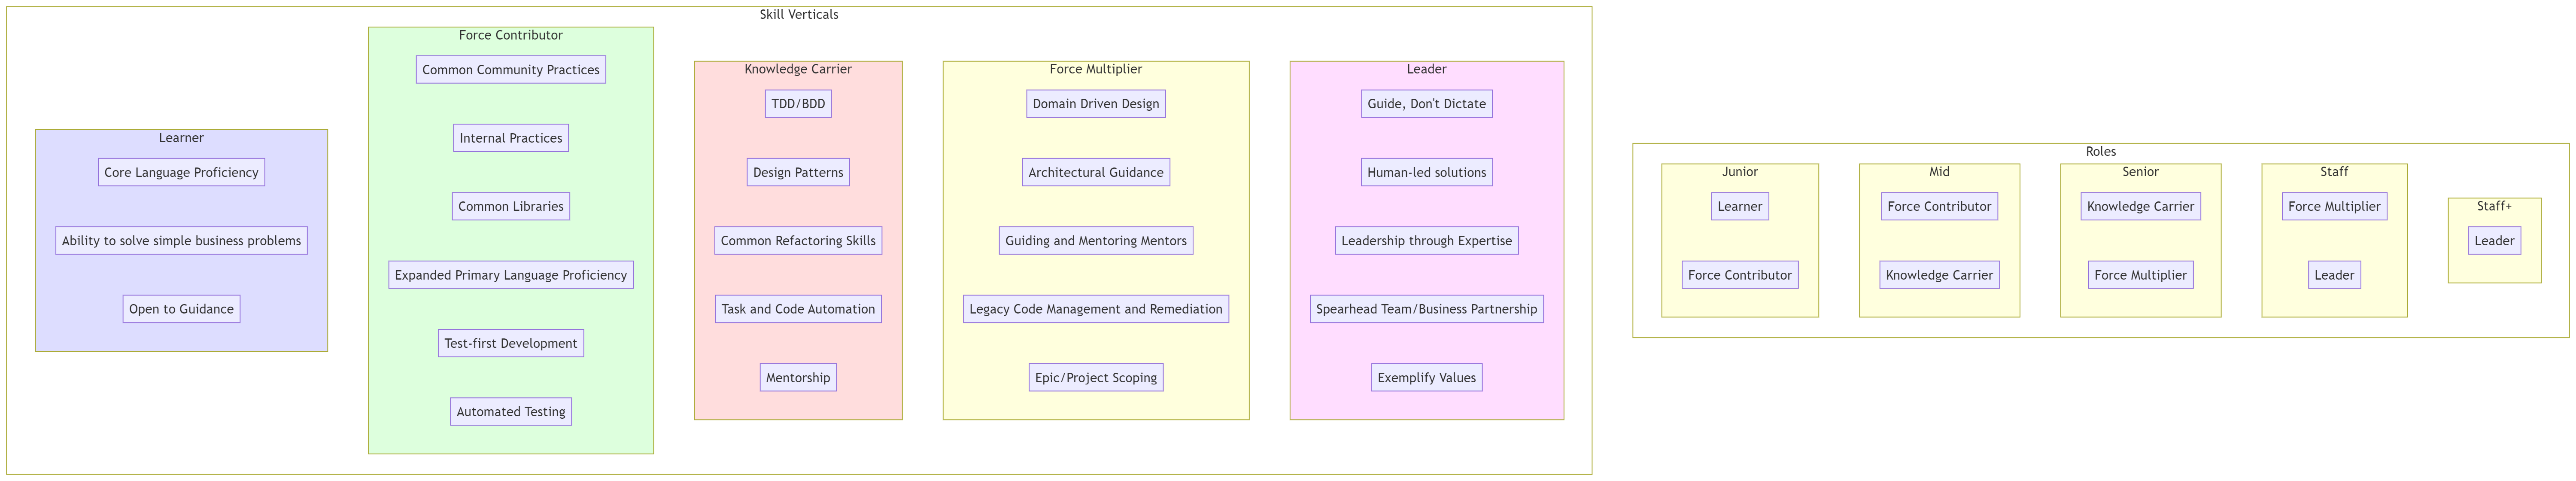 Skill Verticals
Learner
Core Language Proficiency
Ability to solve simple business problems
Open to Guidance
Force Contributor
Common Community Practices
Internal Practices
Common Libraries
Expanded Primary Language Proficiency
Test-first Development
Automated Testing
Knowledge Carrier
TDD/BDD
Design Patterns
Common Refactoring Skills
Task and Code Automation
Mentorship
Force Multiplier
Domain Driven Design
Architectural Guidance
Guiding and Mentoring Mentors
Legacy Code Management and Remediation
Epic/Project Scoping
Leader
Guide, Don't Dictate
Human-led solutions
Leadership through Expertise
Spearhead Team/Business Partnership
Exemplify Values
Roles
Junior
Learner
Force Contributor
Mid
Force Contributor
Knowledge Carrier
Senior
Knowledge Carrier
Force Multiplier
Staff
Force Multiplier
Leader
Staff+
Leader